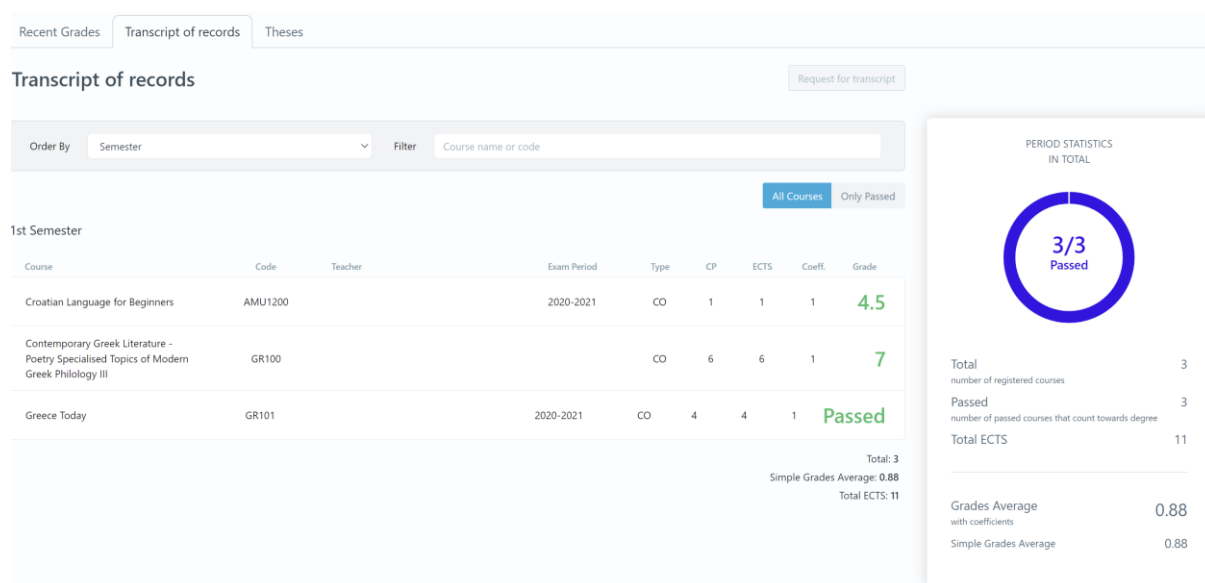 Recent Grades Transcript of records Theses
Transcript of records
Request for transcript
Order By Semester Filter Course name or code
All Courses Only Passed
1st Semester
Course Code Teacher Exam Period Type CP ECTS Coeff. Grade
Croatian Language for Beginners AMU1200 2020-2021 CO 1 1 1 4.5
Contemporary Greek Literature -
Poetry Specialised Topics of Modern GR100 CO 6 6 1 7
Greek Philology III
Greece Today GR101 2020-2021 CO 4 4 1 Passed
Total: 3
Simple Grades Average: 0.88
Total ECTS: 11
PERIOD STATISTICS
IN TOTAL
3/3
Passed
Total 3
number of registered courses
Passed 3
number of passed courses that count towards degree
Total ECTS 11
Grades Average 0.88
with coefficients
Simple Grades Average 0.88